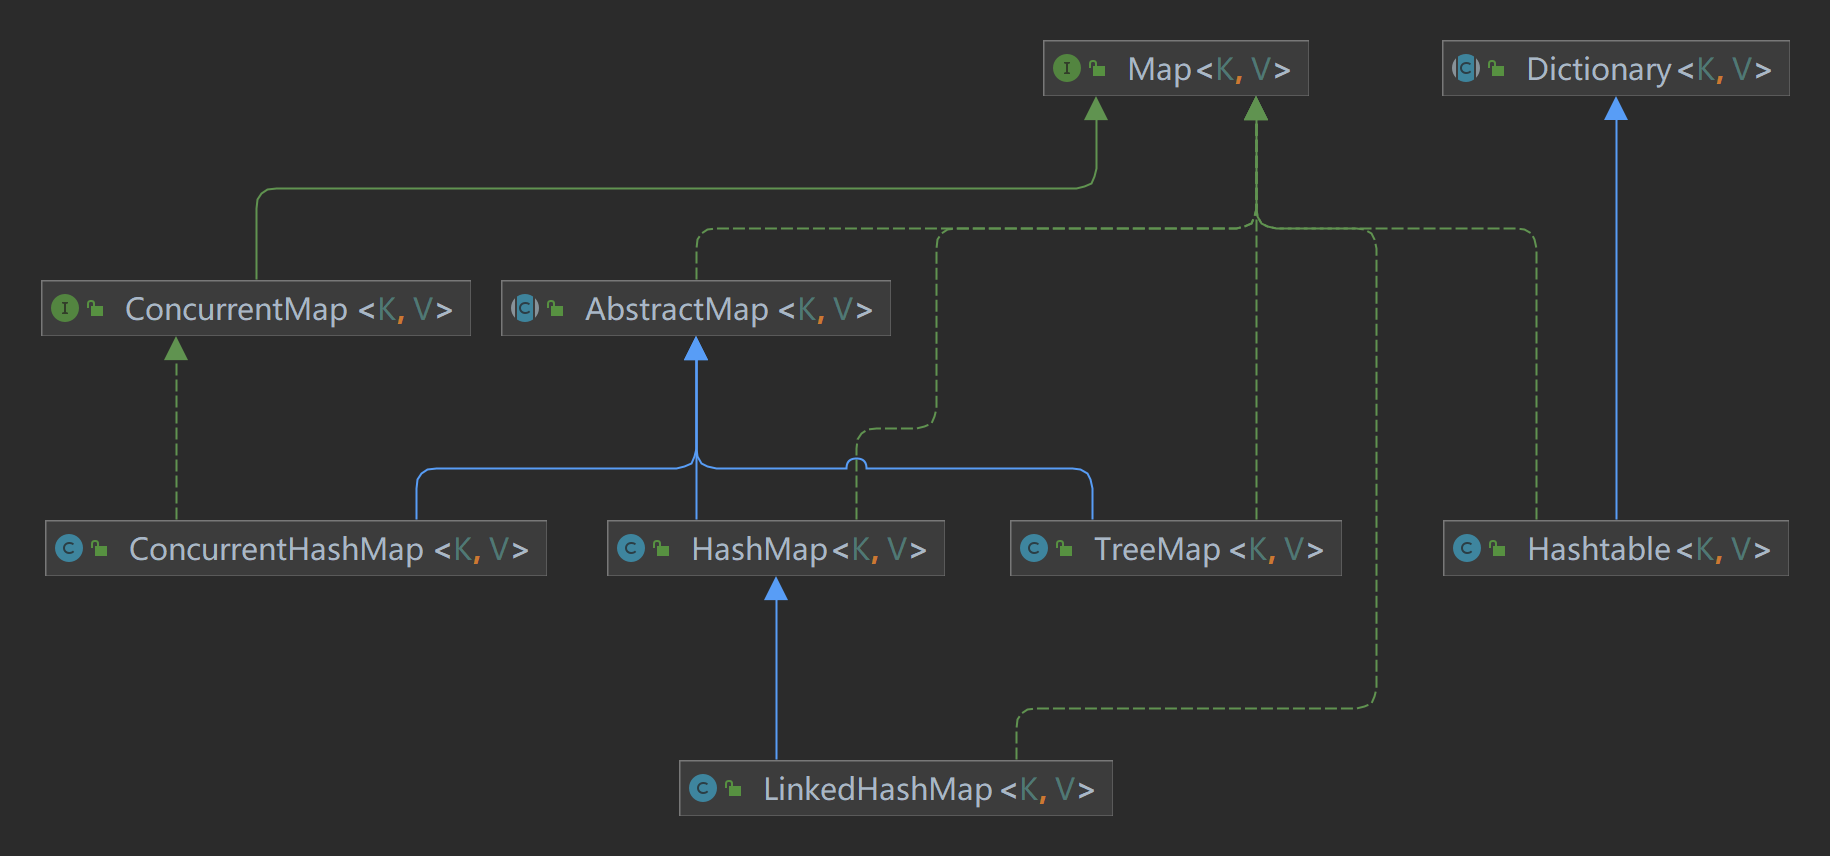 I Map<K, V>
C Dictionary<K, V>
I ConcurrentMap <K, V>
C AbstractMap <K, V>
C ConcurrentHashMap <K, V>
C HashMap<K, V>
C TreeMap <K, V>
C Hashtable<K, V>
C LinkedHashMap <K, V>